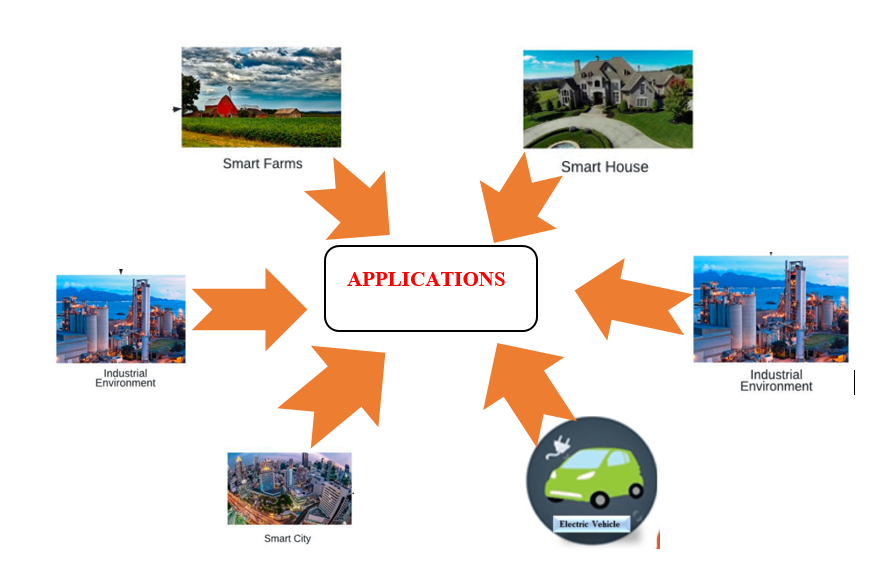 Smart Farms
Smart House
APPLICATIONS
Industrial
Environment
Industrial
Environment
Smart City
Electric Vehicle